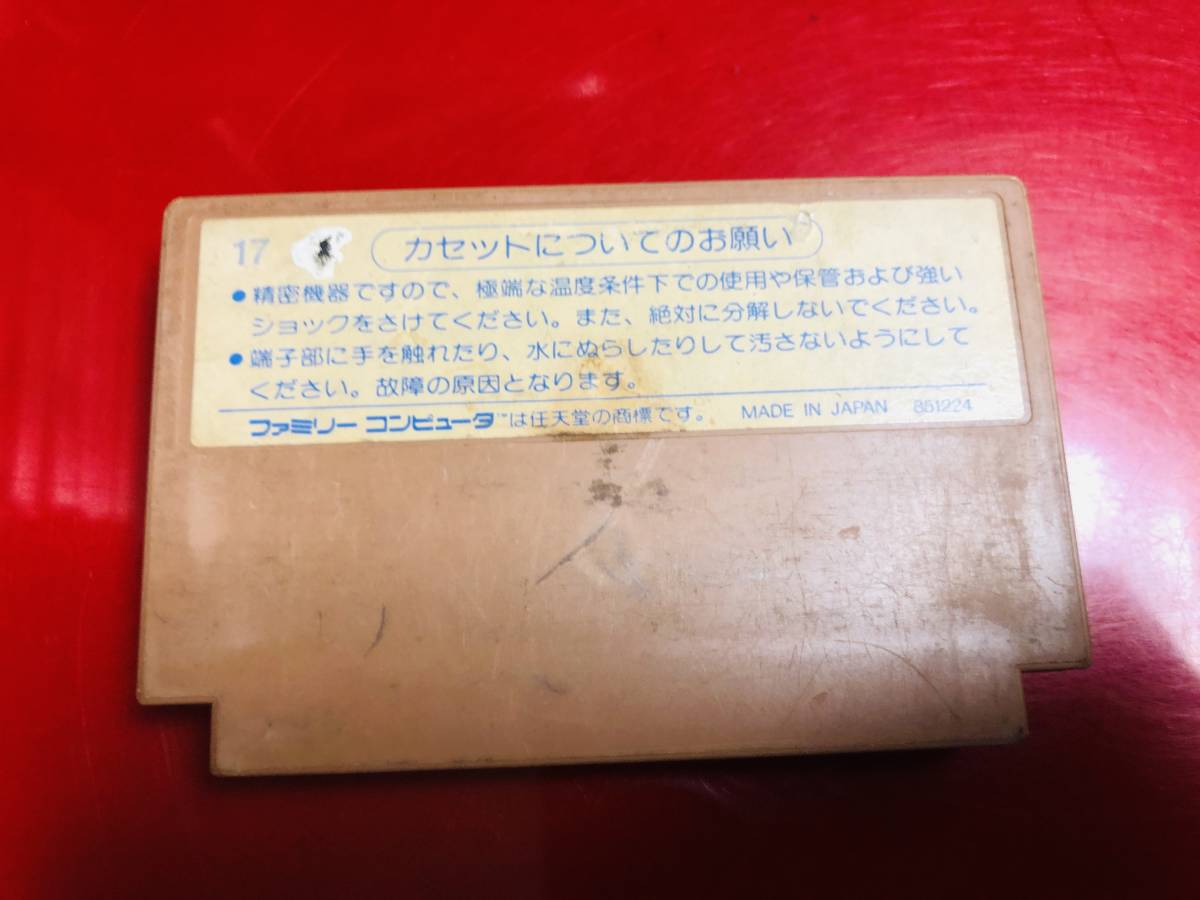 17
カセットについてのお願い
●精密機器ですので、極端な温度条件下での使用や保管および強い
ショックをさけてください。また、絶対に分解しないでください。
●端子部に手を触れたり、水にぬらしたりして汚さないようにして
ください。故障の原因となります。
ファミリー コンピュータ™は任天堂の商標です。 MADE IN JAPAN 851224